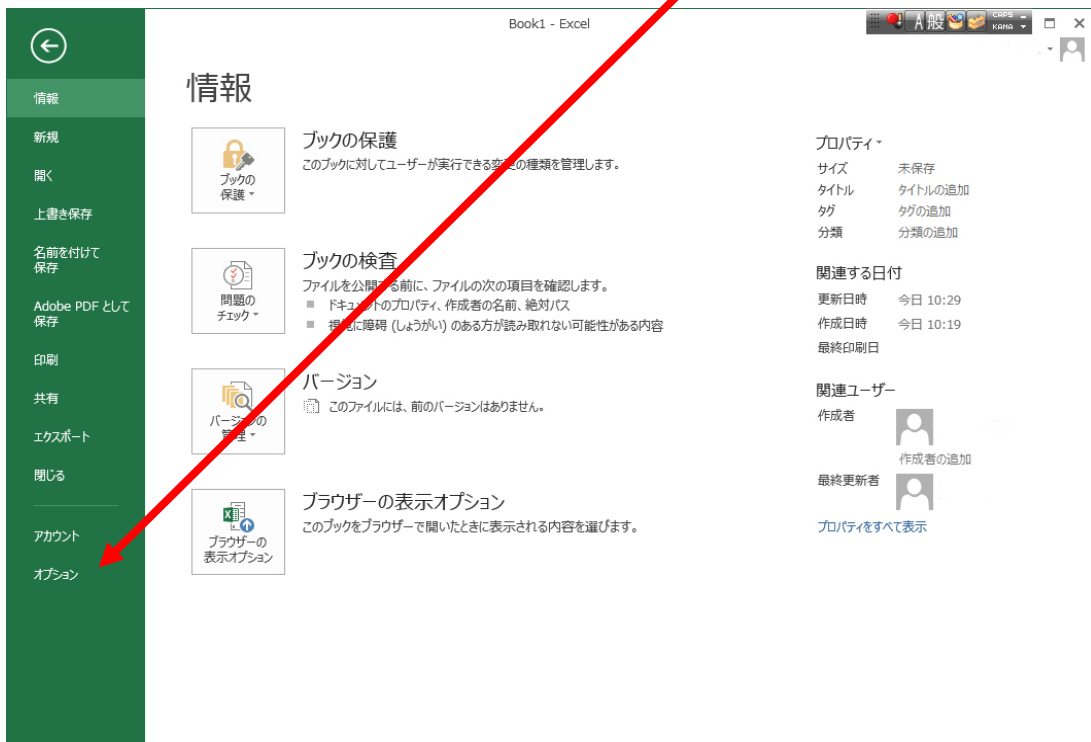 Book1 - Excel
A 般 CAPS
KANA
情報
新規
開く
上書き保存
名前を付けて
保存
Adobe PDF として
保存
印刷
共有
エクスポート
閉じる
アカウント
オプション
情報
ブックの
保護
ブックの保護
このブックに対してユーザーが実行できる変更の種類を管理します。
問題の
チェック
ブックの検査
ファイルを公開する前に、ファイルの次の項目を確認します。
ドキュメントのプロパティ、作成者の名前、絶対パス
視覚に障碍 (しょうがい) のある方が読み取れない可能性がある内容
バージョンの
管理
バージョン
このファイルには、前のバージョンはありません。
ブラウザーの
表示オプション
ブラウザーの表示オプション
このブックをブラウザーで開いたときに表示される内容を選びます。
プロパティ
サイズ 未保存
タイトル タイトルの追加
タグ タグの追加
分類 分類の追加
関連する日付
更新日時 今日 10:29
作成日時 今日 10:19
最終印刷日
関連ユーザー
作成者
作成者の追加
最終更新者
プロパティをすべて表示